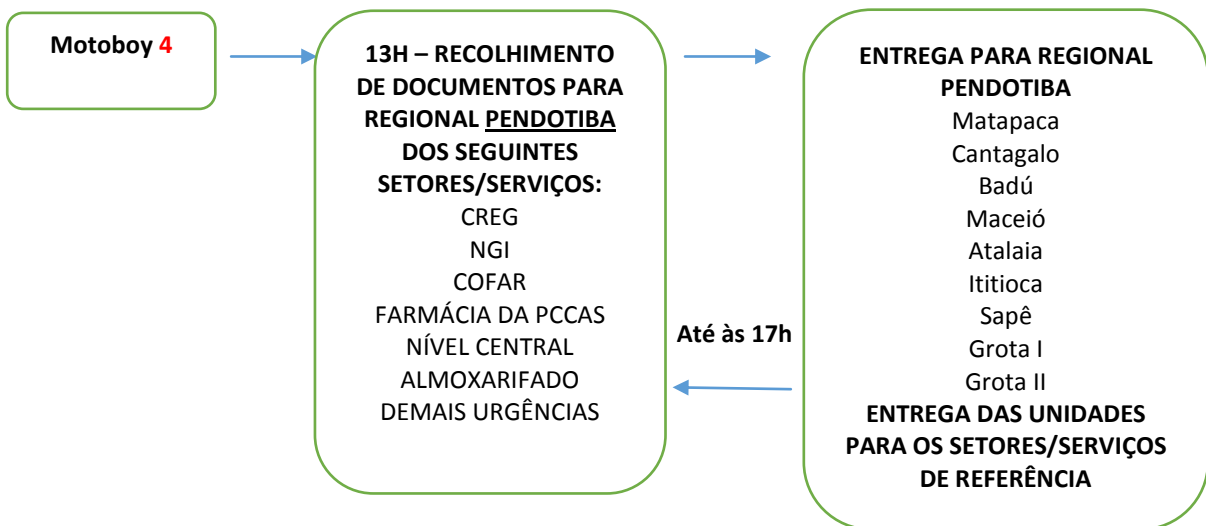 Motoboy 4
13H – RECOLHIMENTO
DE DOCUMENTOS PARA
REGIONAL PENDOTIBA
DOS SEGUINTES
SETORES/SERVIÇOS:
CREG
NGI
COFAR
FARMÁCIA DA PCCAS
NÍVEL CENTRAL
ALMOXARIFADO
DEMAIS URGÊNCIAS
Até às 17h
ENTREGA PARA REGIONAL
PENDOTIBA
Matapaca
Cantagalo
Badú
Maceió
Atalaia
Ititioca
Sapê
Grota I
Grota II
ENTREGA DAS UNIDADES
PARA OS SETORES/SERVIÇOS
DE REFERÊNCIA